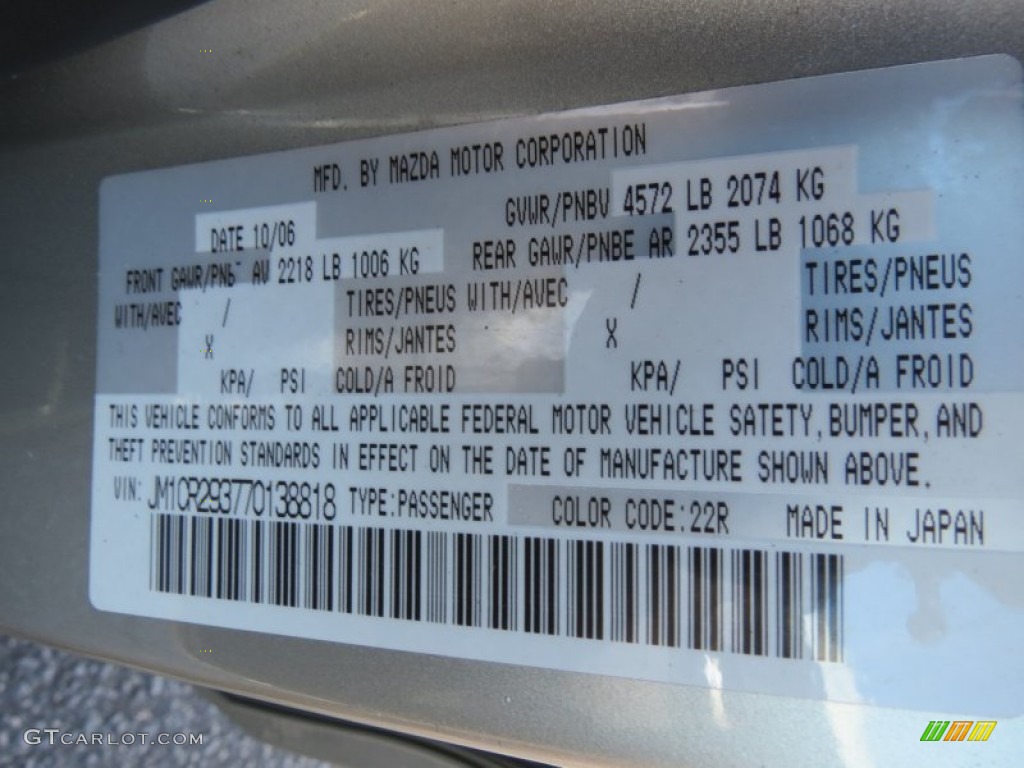 MFD. BY MAZDA MOTOR CORPORATION
DATE 10/06 GVWR/PNBV 4572 LB 2074 KG
FRONT GAWR/PNB AV 2218 LB 1006 KG REAR GAWR/PNBE AR 2355 LB 1068 KG
WITH/AVEC / TIRES/PNEUS WITH/AVEC / TIRES/PNEUS
X RIMS/JANTES X RIMS/JANTES
KPA/ PSI COLD/A FROID KPA/ PSI COLD/A FROID
THIS VEHICLE CONFORMS TO ALL APPLICABLE FEDERAL MOTOR VEHICLE SATETY, BUMPER, AND
THEFT PREVENTION STANDARDS IN EFFECT ON THE DATE OF MANUFACTURE SHOWN ABOVE.
VIN: JM1CR293770138818 TYPE:PASSENGER COLOR CODE:22R MADE IN JAPAN
GTCARLOT.COM